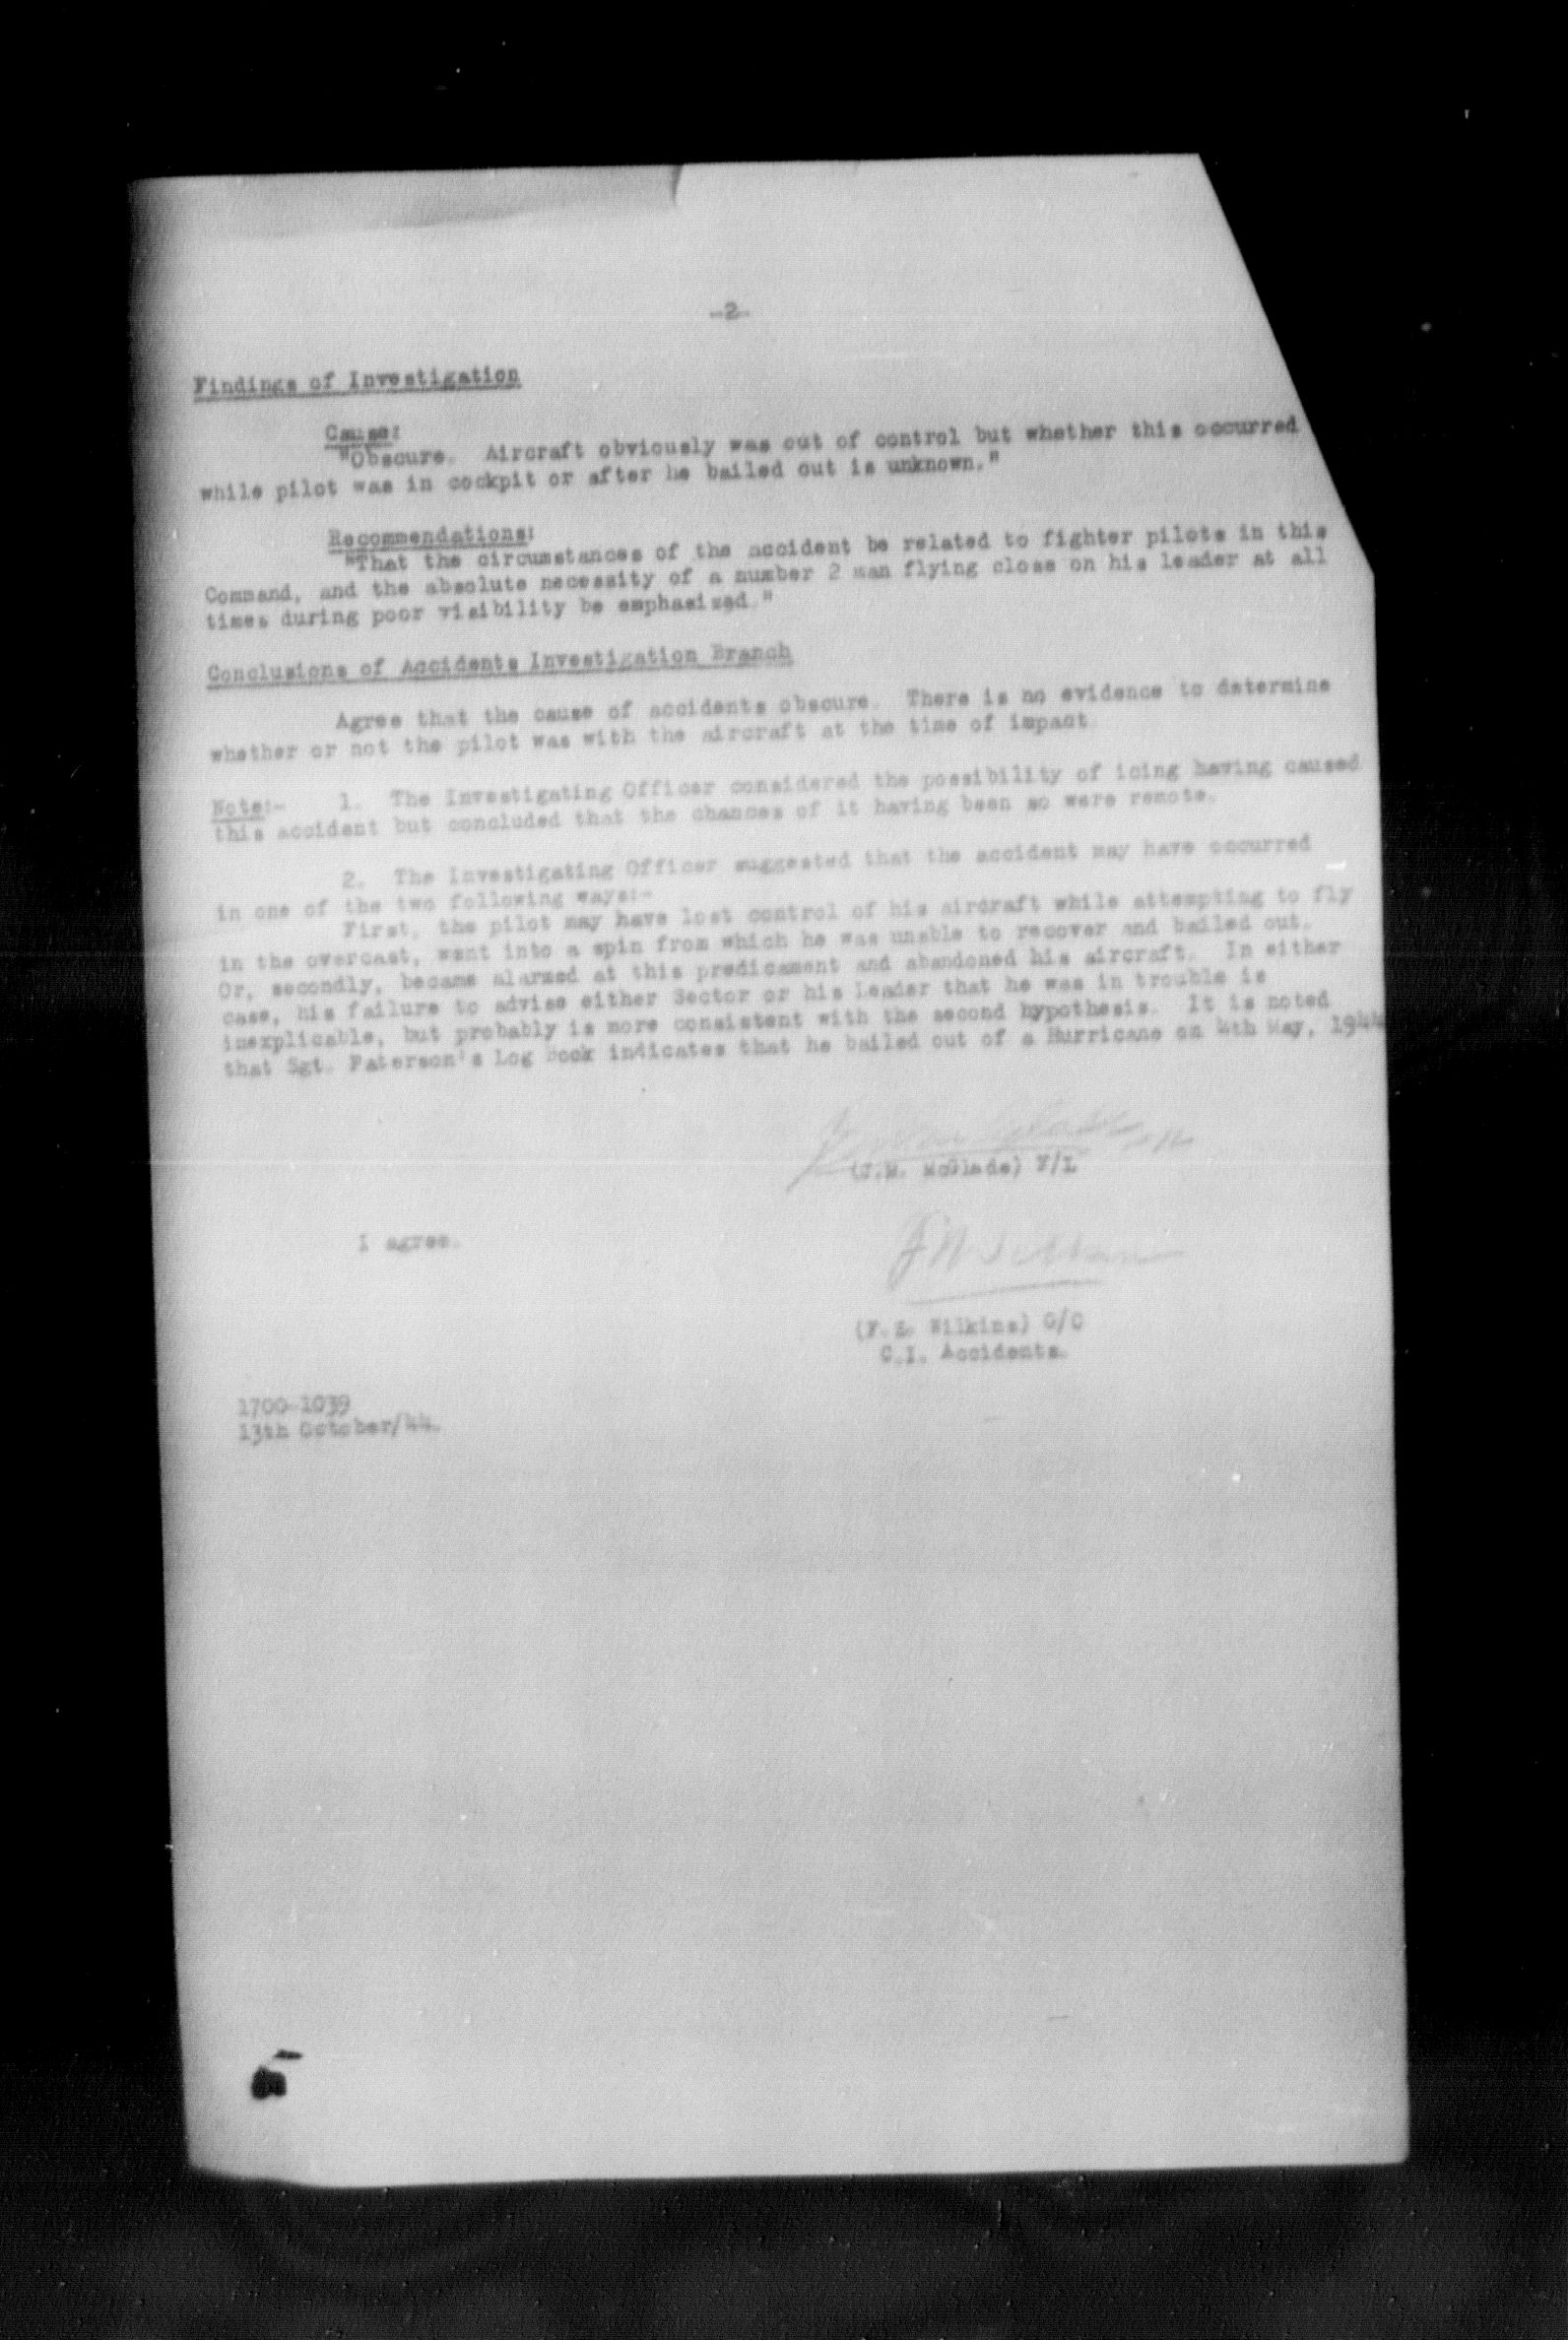 -2-
Findings of Investigation
Cause:
"Obscure. Aircraft obviously was out of control but whether this occurred
while pilot was in cockpit or after he bailed out is unknown."
Recommendations:
"That the circumstances of the accident be related to fighter pilots in this
Command, and the absolute necessity of a number 2 man flying close on his leader at all
times during poor visibility be emphasized."
Conclusions of Accidents Investigation Branch
Agree that the cause of accidents obscure. There is no evidence to determine
whether or not the pilot was with the aircraft at the time of impact.
Note:- 1. The Investigating Officer considered the possibility of icing having caused
this accident but concluded that the chances of it having been so were remote.
2. The Investigating Officer suggested that the accident may have occurred
in one of the two following ways:-
First, the pilot may have lost control of his aircraft while attempting to fly
in the overcast, went into a spin from which he was unable to recover and bailed out.
Or, secondly, became alarmed at this predicament and abandoned his aircraft. In either
case, his failure to advise either Sector or his Leader that he was in trouble is
inexplicable, but probably is more consistent with the second hypothesis. It is noted
that Sgt. Paterson's Log Book indicates that he bailed out of a Hurricane on 4th May, 1944
(J.M. McGlade) F/L
I agree.
(F.S. Wilkins) G/C
C.I. Accidents.
1700-1039
13th October/44.